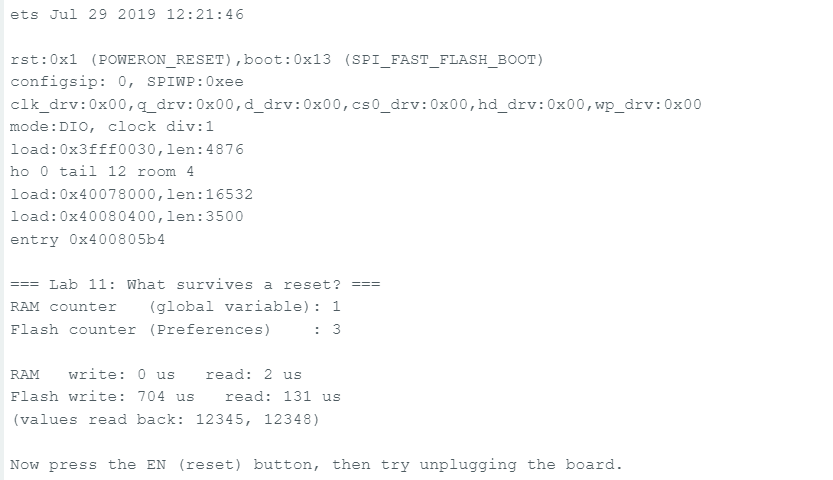 ets Jul 29 2019 12:21:46
rst:0x1 (POWERON_RESET),boot:0x13 (SPI_FAST_FLASH_BOOT)
configsip: 0, SPIWP:0xee
clk_drv:0x00,q_drv:0x00,d_drv:0x00,cs0_drv:0x00,hd_drv:0x00,wp_drv:0x00
mode:DIO, clock div:1
load:0x3fff0030,len:4876
ho 0 tail 12 room 4
load:0x40078000,len:16532
load:0x40080400,len:3500
entry 0x400805b4
=== Lab 11: What survives a reset? ===
RAM counter   (global variable): 1
Flash counter (Preferences)    : 3
RAM   write: 0 us   read: 2 us
Flash write: 704 us   read: 131 us
(values read back: 12345, 12348)
Now press the EN (reset) button, then try unplugging the board.